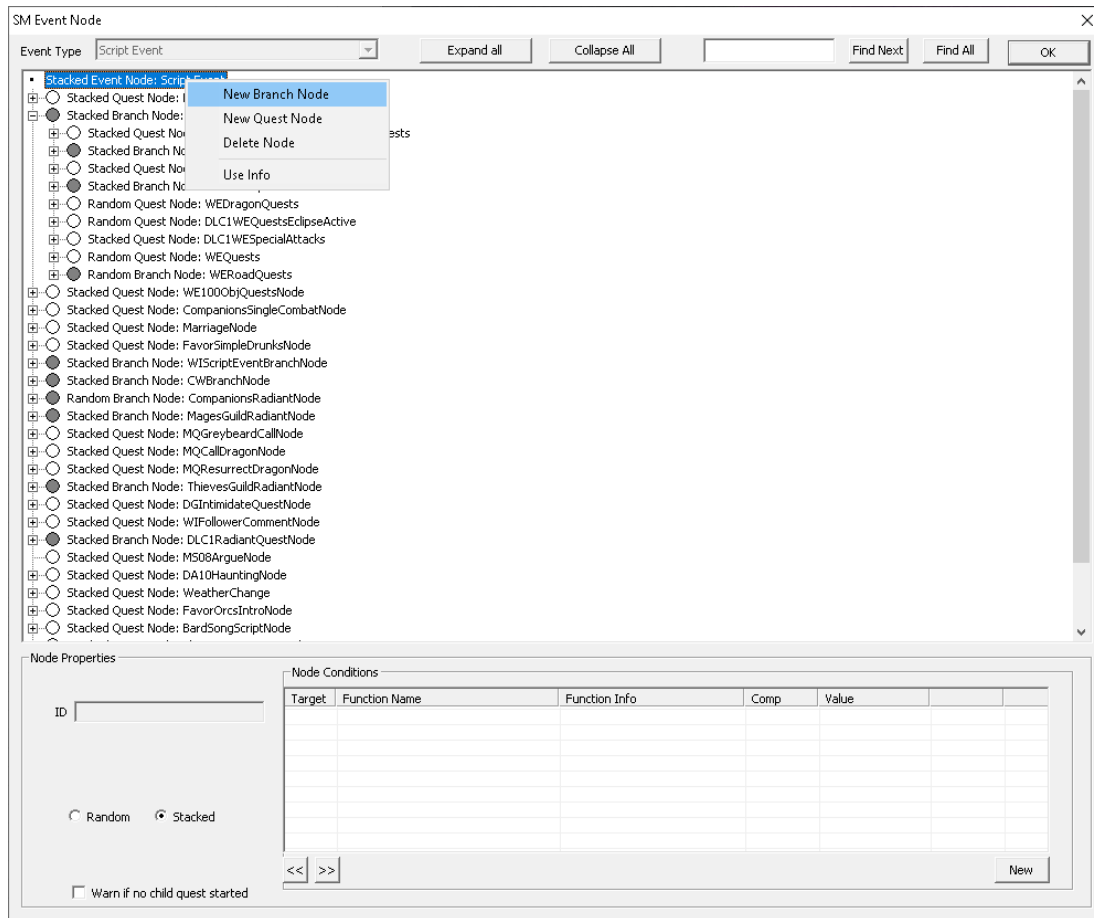 SM Event Node
Event Type Script Event Expand all Collapse All Find Next Find All OK
Stacked Event Node: Script Event
New Branch Node
New Quest Node
Delete Node
Use Info
Stacked Quest Node:
Stacked Branch Node:
Stacked Quest No ests
Stacked Branch No
Stacked Quest No
Stacked Branch No
Random Quest Node: WEDragonQuests
Random Quest Node: DLC1WEQuestsEclipseActive
Stacked Quest Node: DLC1WESpecialAttacks
Random Quest Node: WEQuests
Random Branch Node: WERoadQuests
Stacked Quest Node: WE100ObjQuestsNode
Stacked Quest Node: CompanionsSingleCombatNode
Stacked Quest Node: MarriageNode
Stacked Quest Node: FavorSimpleDrunksNode
Stacked Branch Node: WIScriptEventBranchNode
Stacked Branch Node: CWBranchNode
Random Branch Node: CompanionsRadiantNode
Stacked Branch Node: MagesGuildRadiantNode
Stacked Quest Node: MQGreybeardCallNode
Stacked Quest Node: MQCallDragonNode
Stacked Quest Node: MQResurrectDragonNode
Stacked Branch Node: ThievesGuildRadiantNode
Stacked Quest Node: DGIntimidateQuestNode
Stacked Quest Node: WIFollowerCommentNode
Stacked Branch Node: DLC1RadiantQuestNode
Stacked Quest Node: MS08ArgueNode
Stacked Quest Node: DA10HauntingNode
Stacked Quest Node: WeatherChange
Stacked Quest Node: FavorOrcsIntroNode
Stacked Quest Node: BardSongScriptNode
Node Properties
Node Conditions
Target Function Name Function Info Comp Value
ID
Random Stacked
<< >> New
Warn if no child quest started